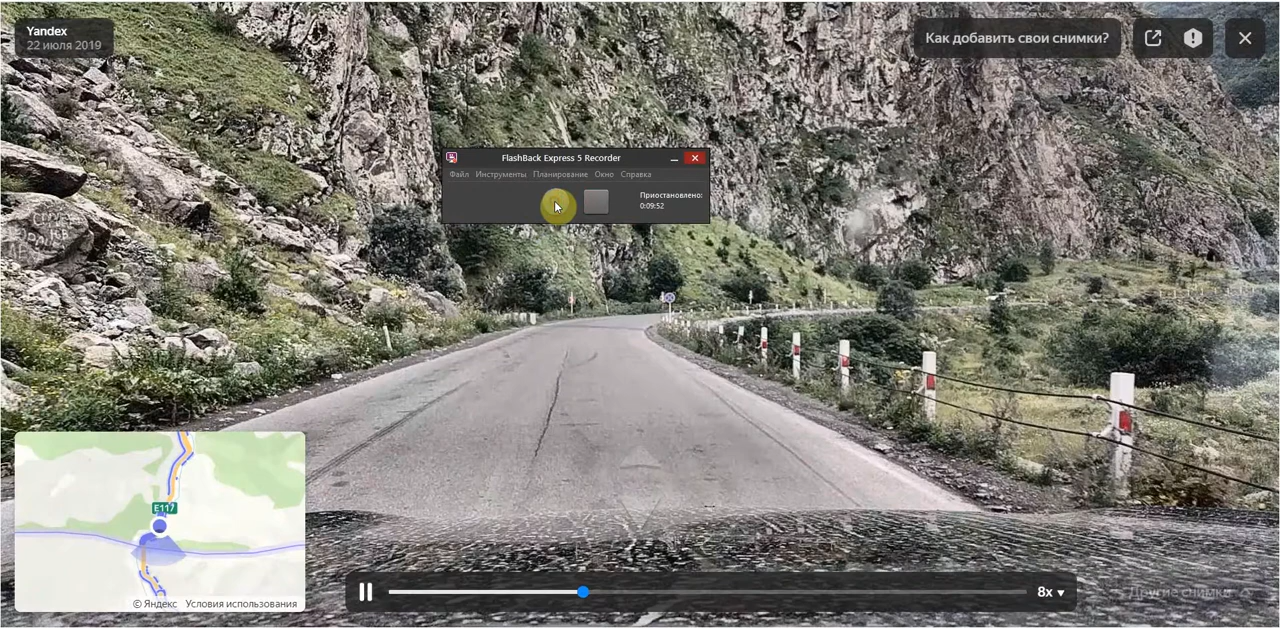 Yandex
22 июля 2019
Как добавить свои снимки?
FlashBack Express 5 Recorder
Файл Инструменты Планирование Окно Справка
Приостановлено:
0:09:52
E117
© Яндекс Условия использования
8x
Другие снимки